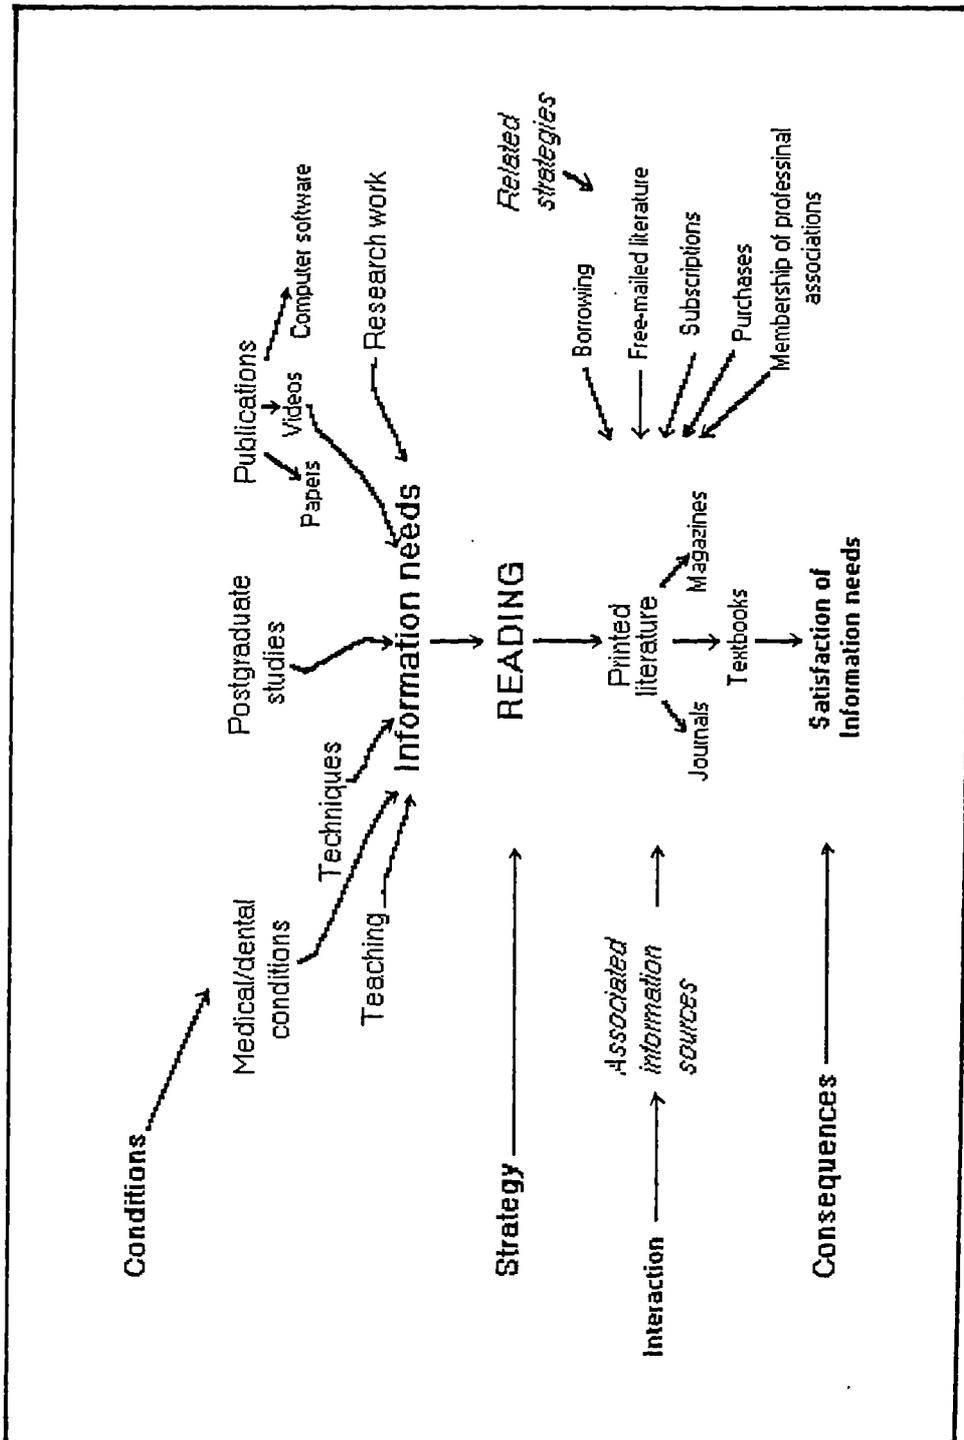 Conditions
Medical/dental
conditions
Postgraduate
studies
Publications
Papers
Videos
Computer software
Techniques
Teaching
Research work
Information needs
Strategy
READING
Related
strategies
Interaction
Associated
information
sources
Printed
literature
Journals
Textbooks
Magazines
Borrowing
Free-mailed literature
Subscriptions
Purchases
Membership of professinal
associations
Consequences
Satisfaction of
Information needs